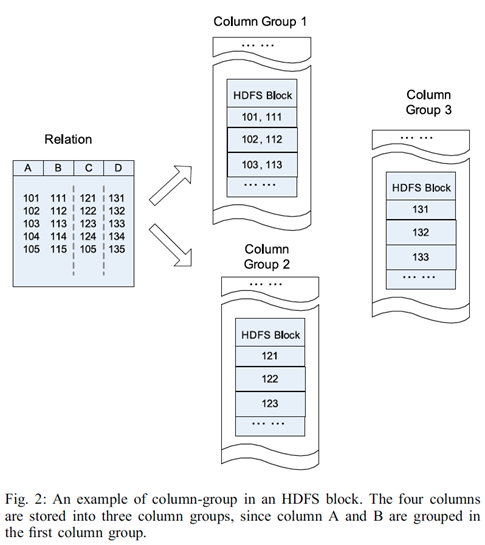 Column Group 1
... ...
HDFS Block
101, 111
102, 112
103, 113
... ...
Column
Group 3
... ...
HDFS Block
131
132
133
... ...
Relation
A B C D
101 111 121 131
102 112 122 132
103 113 123 133
104 114 124 134
105 115 105 135
Column
Group 2
... ...
HDFS Block
121
122
123
... ...
Fig. 2: An example of column-group in an HDFS block. The four columns
are stored into three column groups, since column A and B are grouped in
the first column group.